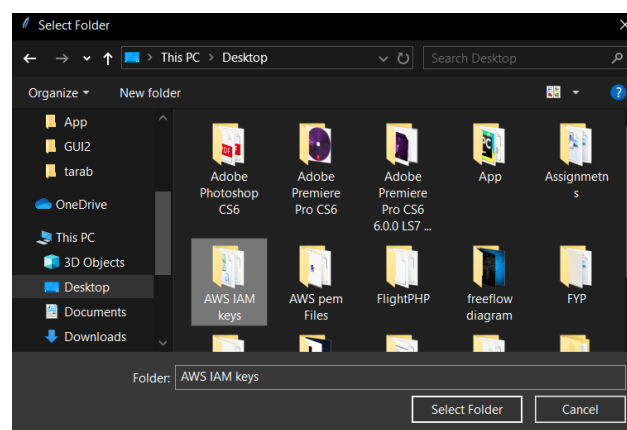 Select Folder
This PC > Desktop
Search Desktop
Organize
New folder
App
GUI2
tarab
OneDrive
This PC
3D Objects
Desktop
Documents
Downloads
Adobe
Photoshop
CS6
Adobe
Premiere
Pro CS6
Adobe
Premiere
Pro CS6
6.0.0 LS7 ...
App
Assignmetn
s
AWS IAM
keys
AWS pem
Files
FlightPHP
freeflow
diagram
FYP
Folder: AWS IAM keys
Select Folder
Cancel